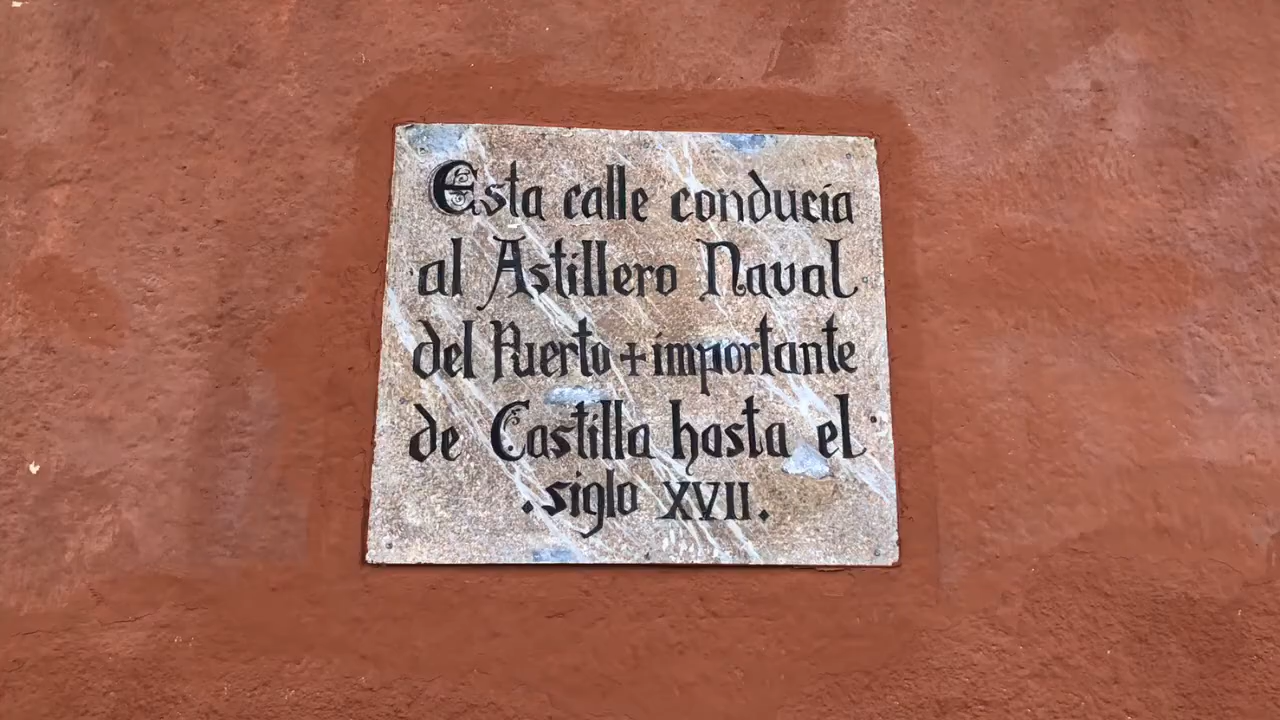 Esta calle conducía
al Astillero Naval
del Puerto + importante
de Castilla hasta el
.siglo XVII.